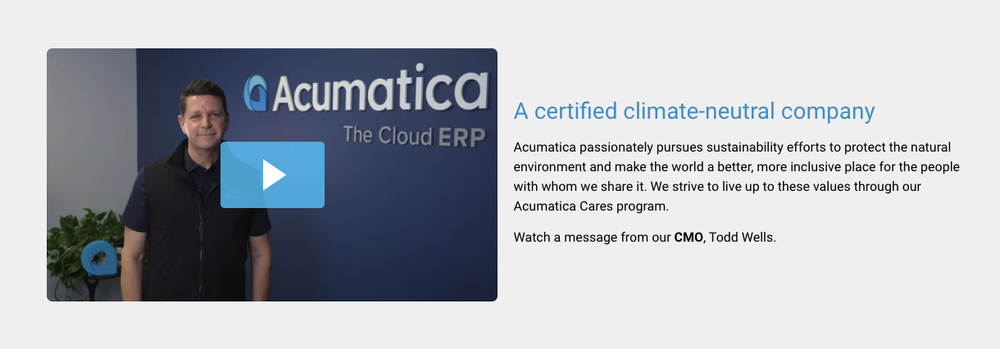 Acumatica
The Cloud ERP
A certified climate-neutral company
Acumatica passionately pursues sustainability efforts to protect the natural
environment and make the world a better, more inclusive place for the people
with whom we share it. We strive to live up to these values through our
Acumatica Cares program.
Watch a message from our CMO, Todd Wells.